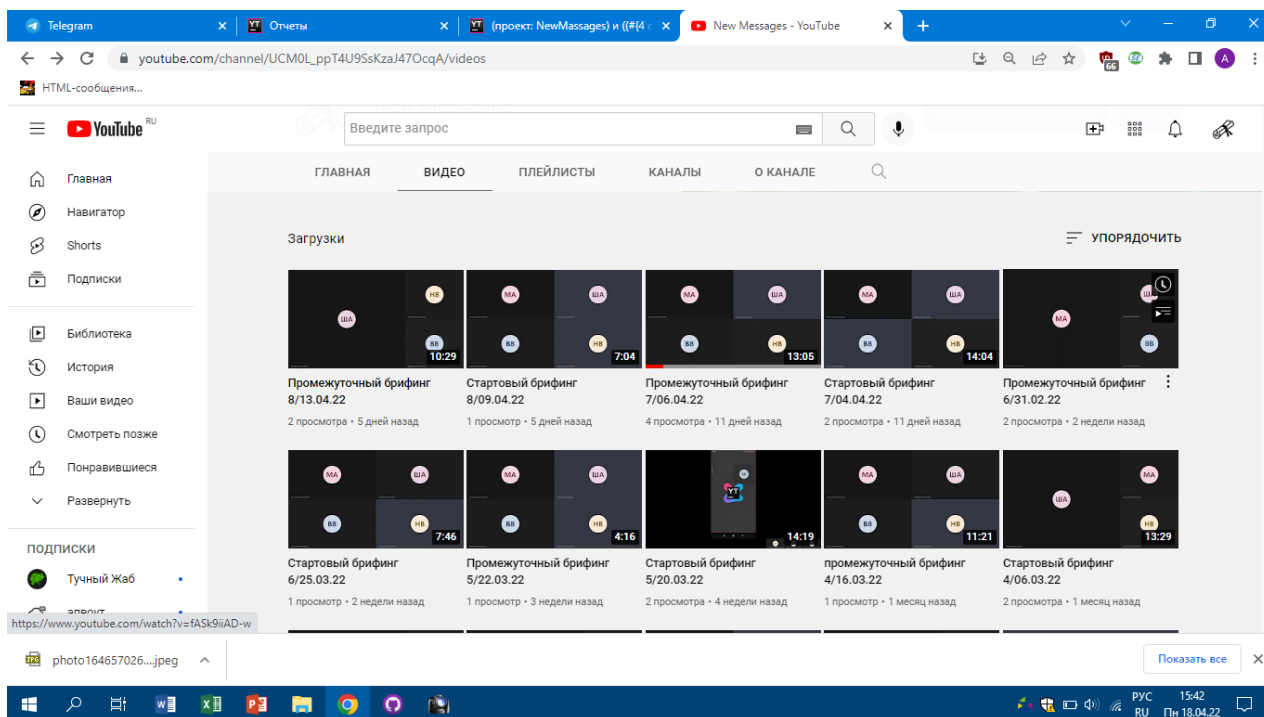 Telegram
Отчеты
(проект: NewMassages) и ((#{4 с
New Messages - YouTube
youtube.com/channel/UCM0L_ppT4U9SsKzaJ47OcqA/videos
66
SE
A
HTML-сообщения...
YouTube RU
Введите запрос
ГЛАВНАЯ ВИДЕО ПЛЕЙЛИСТЫ КАНАЛЫ О КАНАЛЕ
Главная
Навигатор
Shorts
Подписки
Библиотека
История
Ваши видео
Смотреть позже
Понравившиеся
Развернуть
ПОДПИСКИ
Тучный Жаб
https://www.youtube.com/watch?v=fASk9iiAD-w
Загрузки
УПОРЯДОЧИТЬ
ША НВ ВВ 10:29
МА ША ВВ НВ 7:04
МА ША ВВ НВ 13:05
МА ША ВВ НВ 14:04
МА ВВ
Промежуточный брифинг
8/13.04.22
2 просмотра • 5 дней назад
Стартовый брифинг
8/09.04.22
1 просмотр • 5 дней назад
Промежуточный брифинг
7/06.04.22
4 просмотра • 11 дней назад
Стартовый брифинг
7/04.04.22
2 просмотра • 11 дней назад
Промежуточный брифинг
6/31.02.22
2 просмотра • 2 недели назад
МА ША ВВ НВ 7:46
МА ША ВВ НВ 4:16
YT 14:19
МА ША ВВ НВ 11:21
ША МА НВ 13:29
Стартовый брифинг
6/25.03.22
1 просмотр • 2 недели назад
Промежуточный брифинг
5/22.03.22
1 просмотр • 3 недели назад
Стартовый брифинг
5/20.03.22
2 просмотра • 4 недели назад
промежуточный брифинг
4/16.03.22
1 просмотр • 1 месяц назад
Стартовый брифинг
4/06.03.22
2 просмотра • 1 месяц назад
photo164657026....jpeg
Показать все
РУС
RU
15:42
Пн 18.04.22